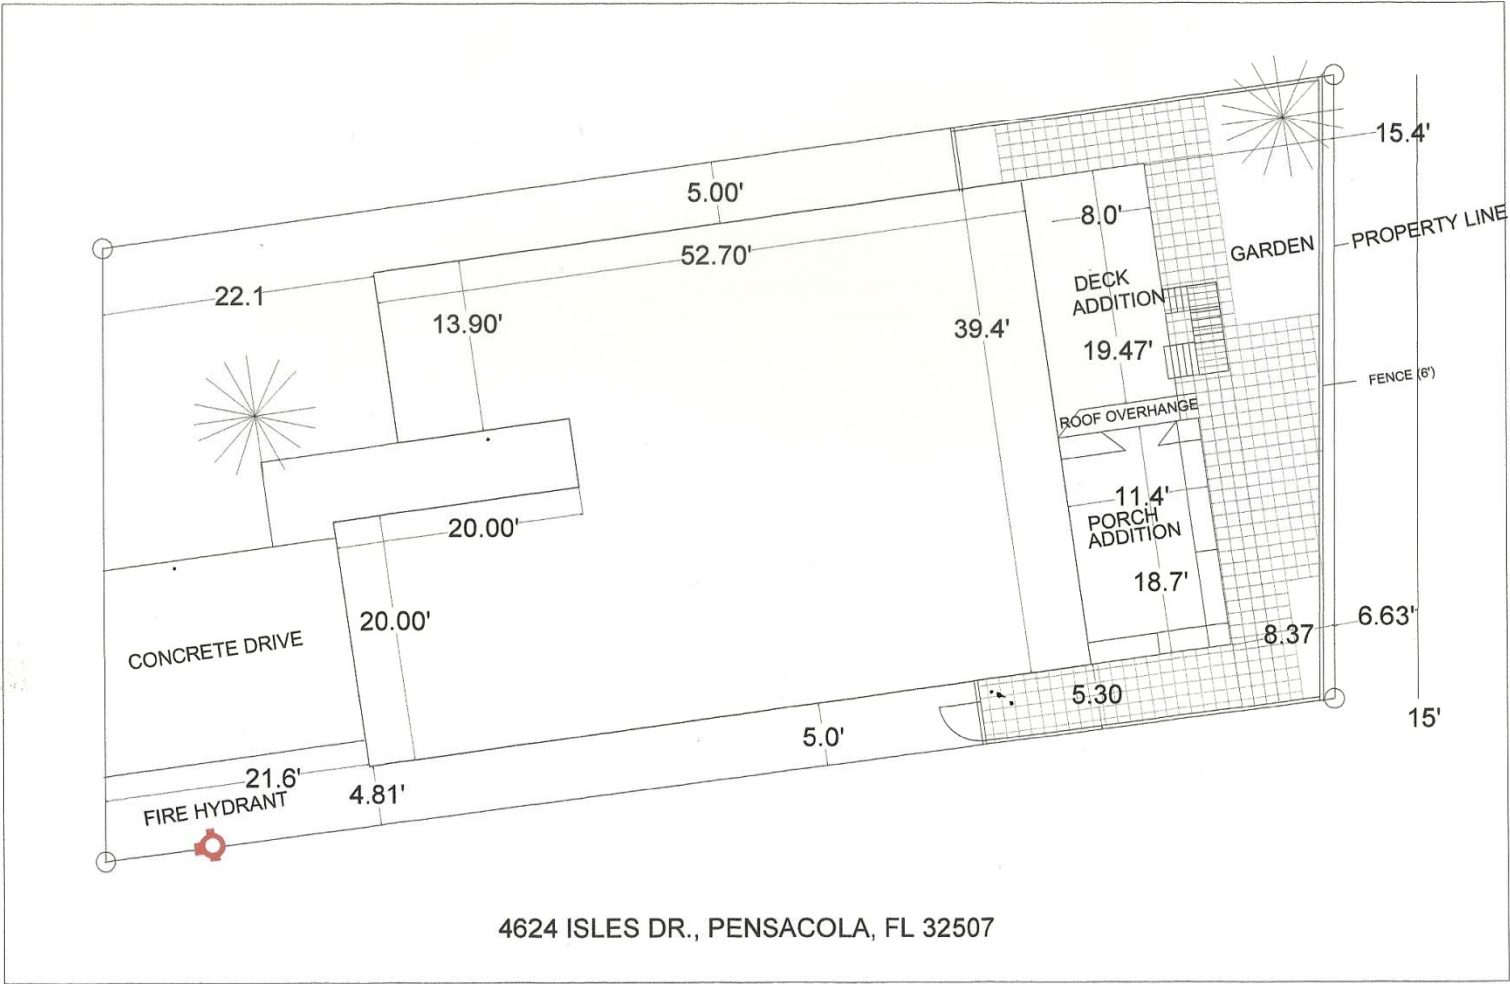 15.4'
5.00'
8.0'
PROPERTY LINE
GARDEN
52.70'
22.1
DECK
ADDITION
13.90'
39.4'
19.47'
FENCE (6')
ROOF OVERHANGE
11.4'
PORCH
ADDITION
20.00'
18.7'
20.00'
6.63'
8.37
CONCRETE DRIVE
5.30
15'
5.0'
21.6'
4.81'
FIRE HYDRANT
4624 ISLES DR., PENSACOLA, FL 32507